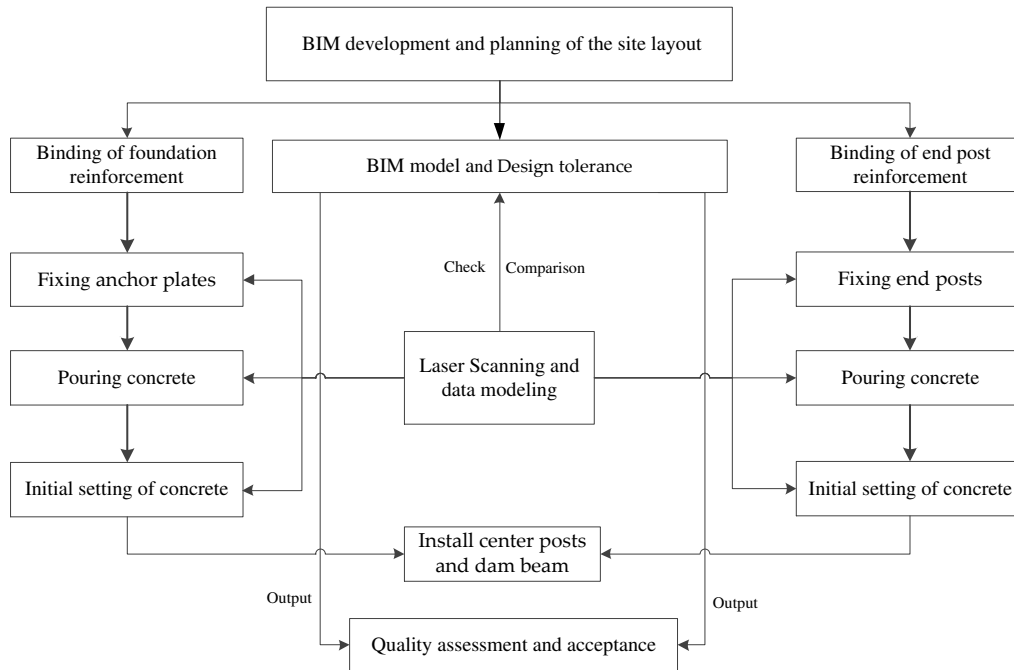 BIM development and planning of the site layout
Binding of foundation
reinforcement
BIM model and Design tolerance
Binding of end post
reinforcement
Fixing anchor plates
Check
Comparison
Fixing end posts
Pouring concrete
Laser Scanning and
data modeling
Pouring concrete
Initial setting of concrete
Initial setting of concrete
Install center posts
and dam beam
Output
Output
Quality assessment and acceptance